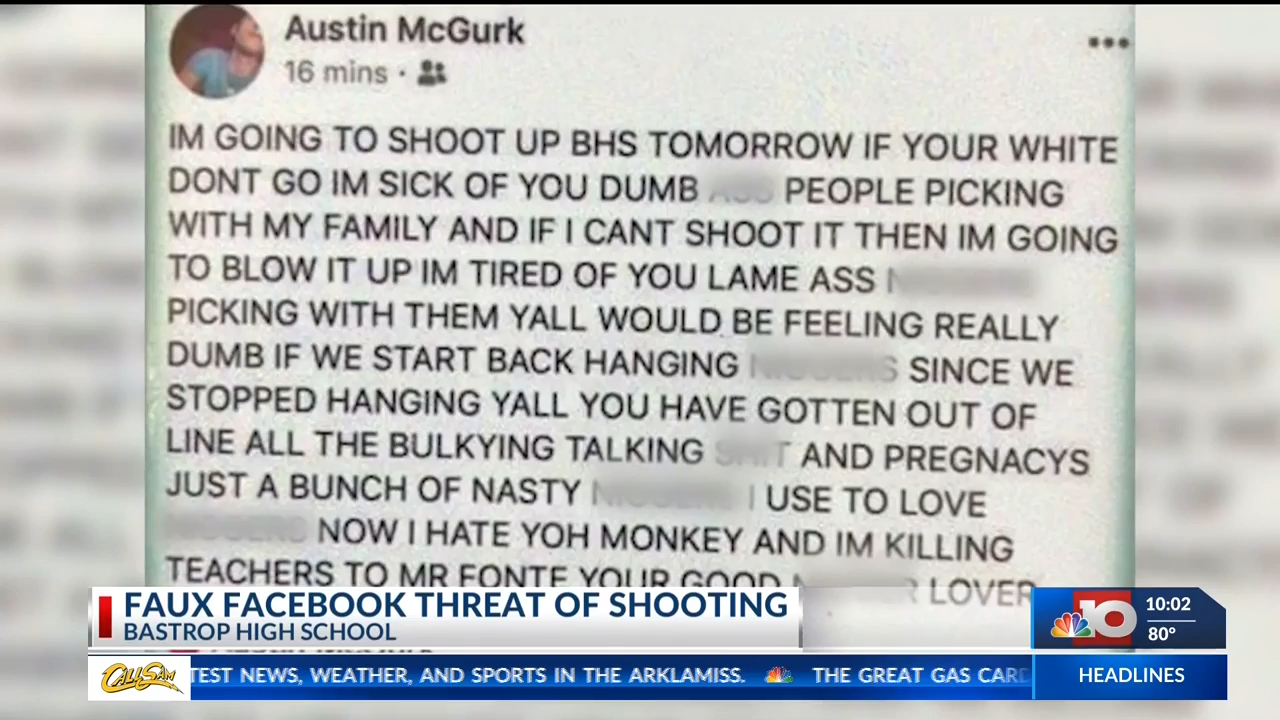 Austin McGurk
16 mins ·
IM GOING TO SHOOT UP BHS TOMORROW IF YOUR WHITE
DONT GO IM SICK OF YOU DUMB PEOPLE PICKING
WITH MY FAMILY AND IF I CANT SHOOT IT THEN IM GOING
TO BLOW IT UP IM TIRED OF YOU LAME ASS
PICKING WITH THEM YALL WOULD BE FEELING REALLY
DUMB IF WE START BACK HANGING SINCE WE
STOPPED HANGING YALL YOU HAVE GOTTEN OUT OF
LINE ALL THE BULKYING TALKING AND PREGNACYS
JUST A BUNCH OF NASTY I USE TO LOVE
NOW I HATE YOH MONKEY AND IM KILLING
TEACHERS TO MR FONTE YOUR GOOD LOVER
FAUX FACEBOOK THREAT OF SHOOTING
BASTROP HIGH SCHOOL
10
10:02
80°
CALL SAM
TEST NEWS, WEATHER, AND SPORTS IN THE ARKLAMISS. THE GREAT GAS CARD
HEADLINES